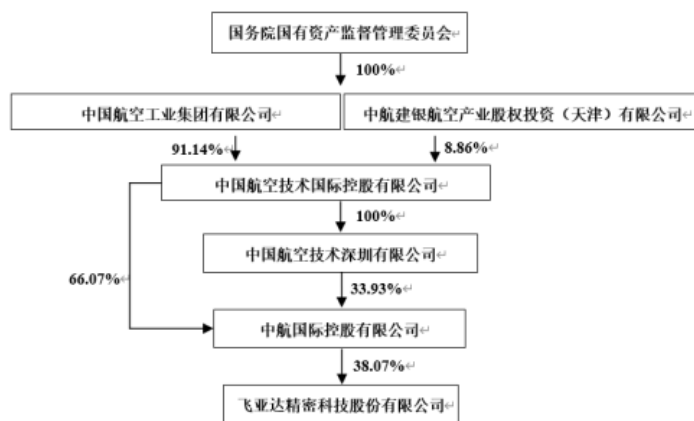 国务院国有资产监督管理委员会↵
100%↵
中国航空工业集团有限公司↵
中航建银航空产业股权投资（天津）有限公司↵
91.14%↵
8.86%↵
中国航空技术国际控股有限公司↵
100%↵
中国航空技术深圳有限公司↵
66.07%↵
33.93%↵
中航国际控股有限公司↵
38.07%↵
飞亚达精密科技股份有限公司↵